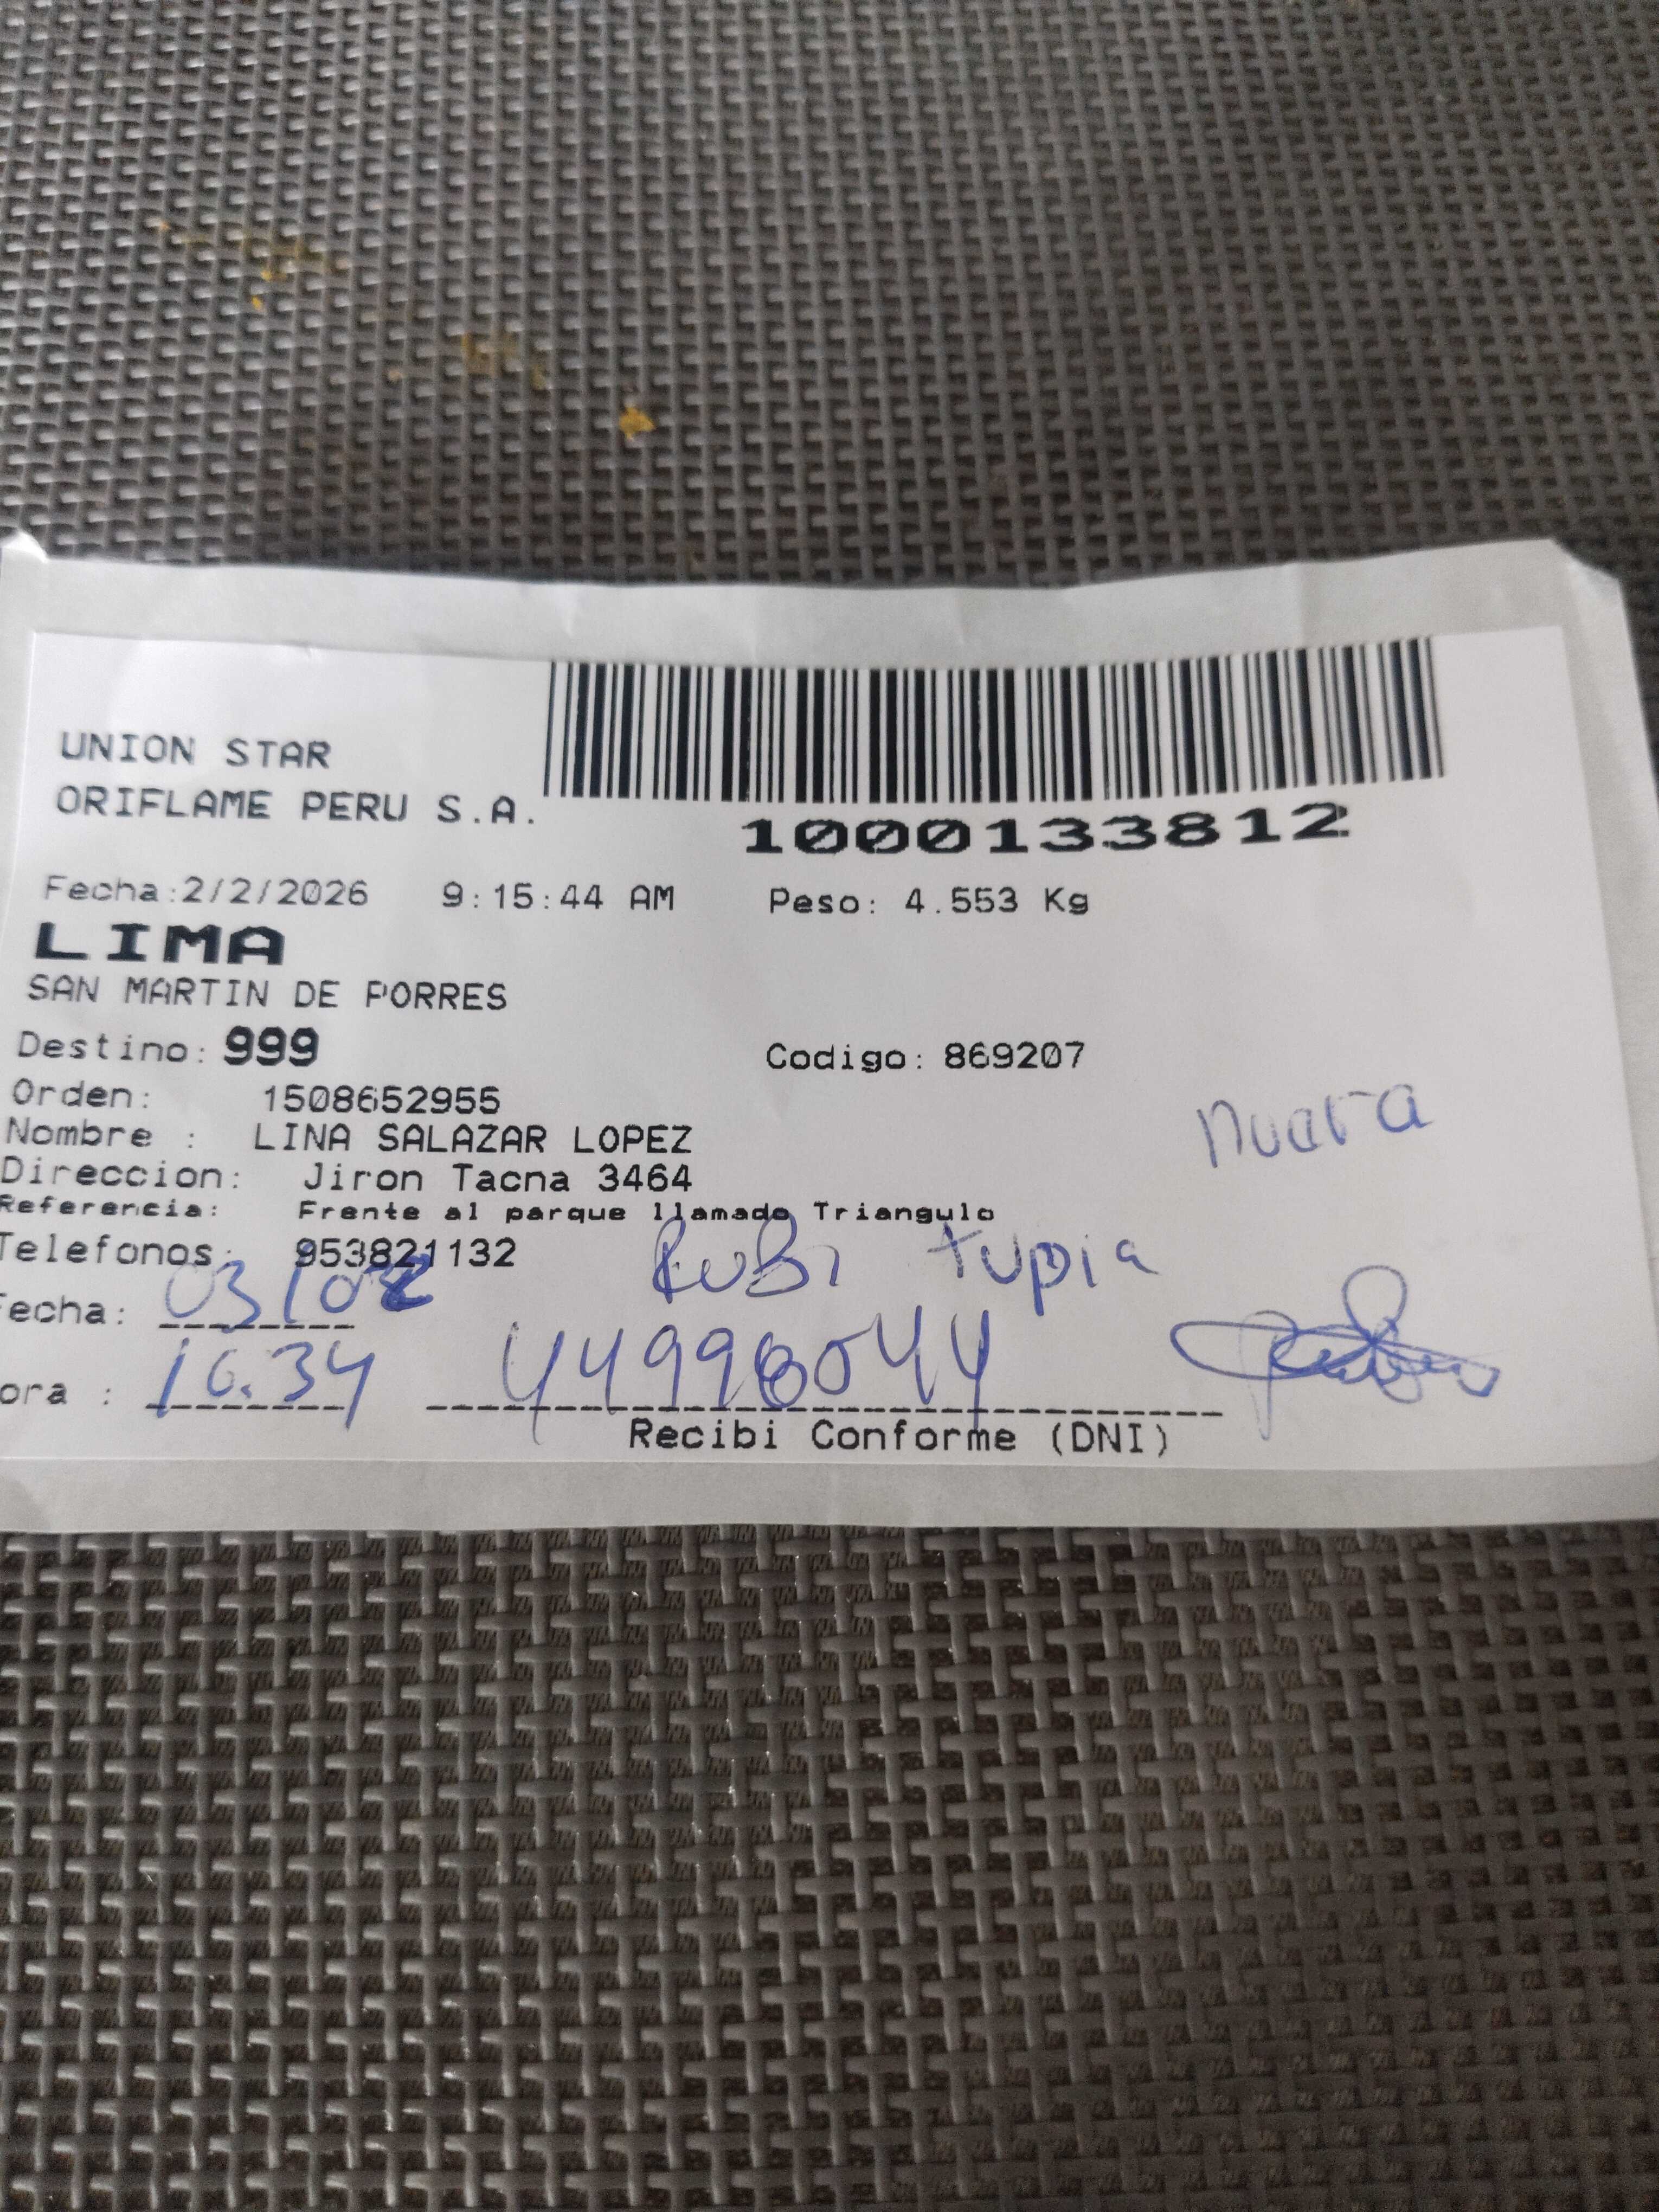 UNION STAR
ORIFLAME PERU S.A.
1000133812
Fecha:2/2/2026 9:15:44 AM Peso: 4.553 Kg
LIMA
SAN MARTIN DE PORRES
Destino: 999 Codigo: 869207
Orden: 1508652955
Nombre : LINA SALAZAR LOPEZ
Direccion: Jiron Tacna 3464
Referencia: Frente al parque llamado Triangulo
Telefonos: 953821132
Rubi tupia
Fecha: 03/02
ora : 10.34
Recibi Conforme (DNI)